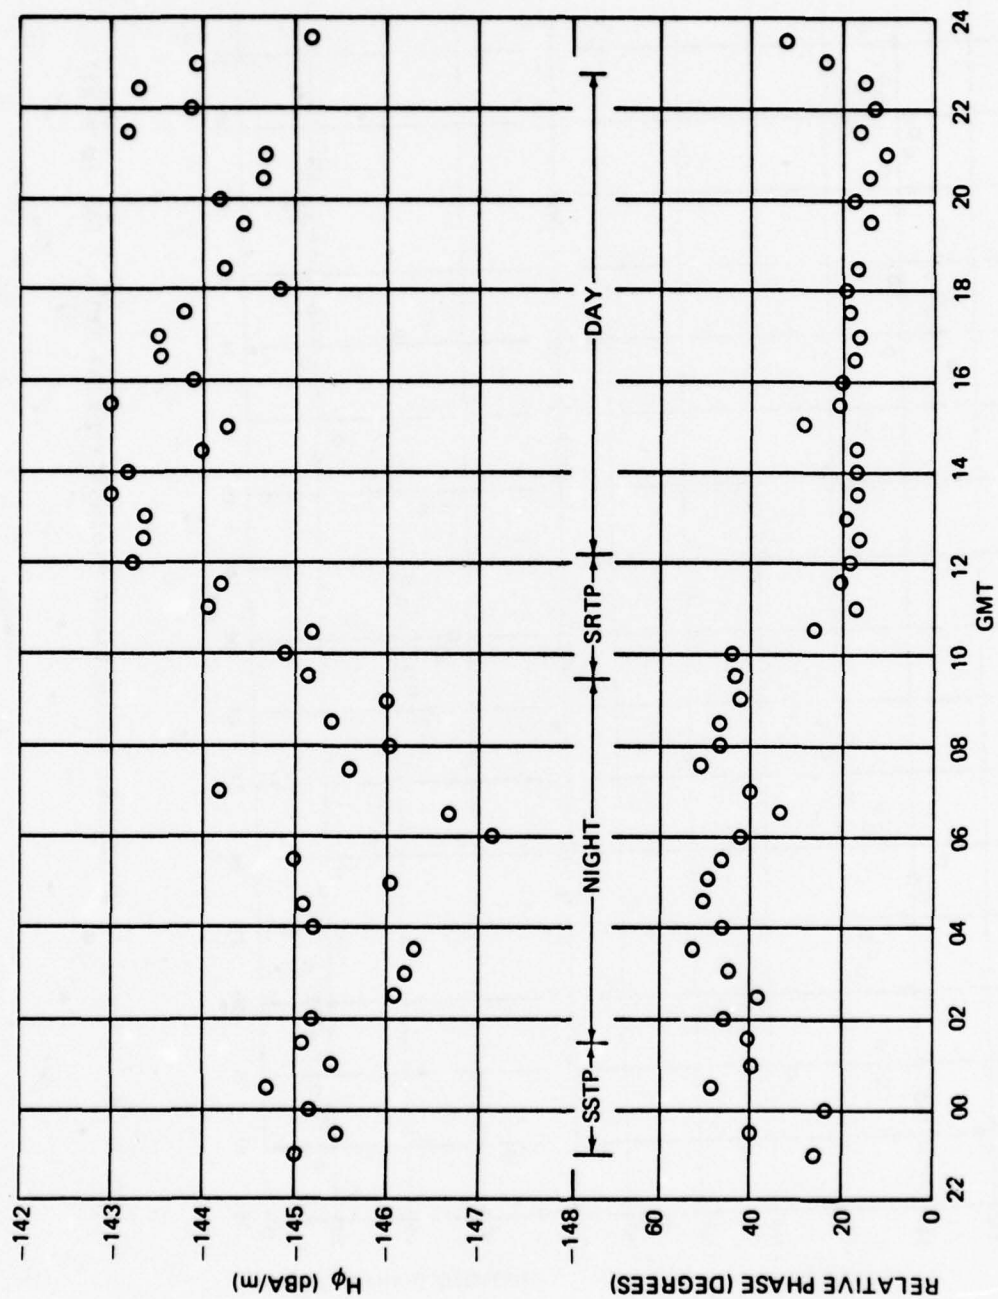 −142
−143
−144
−145
−146
−147
−148
Hφ (dBA/m)
SSTP
NIGHT
SRTP
DAY
60
40
20
0
RELATIVE PHASE (DEGREES)
22 00 02 04 06 08 10 12 14 16 18 20 22 24
GMT